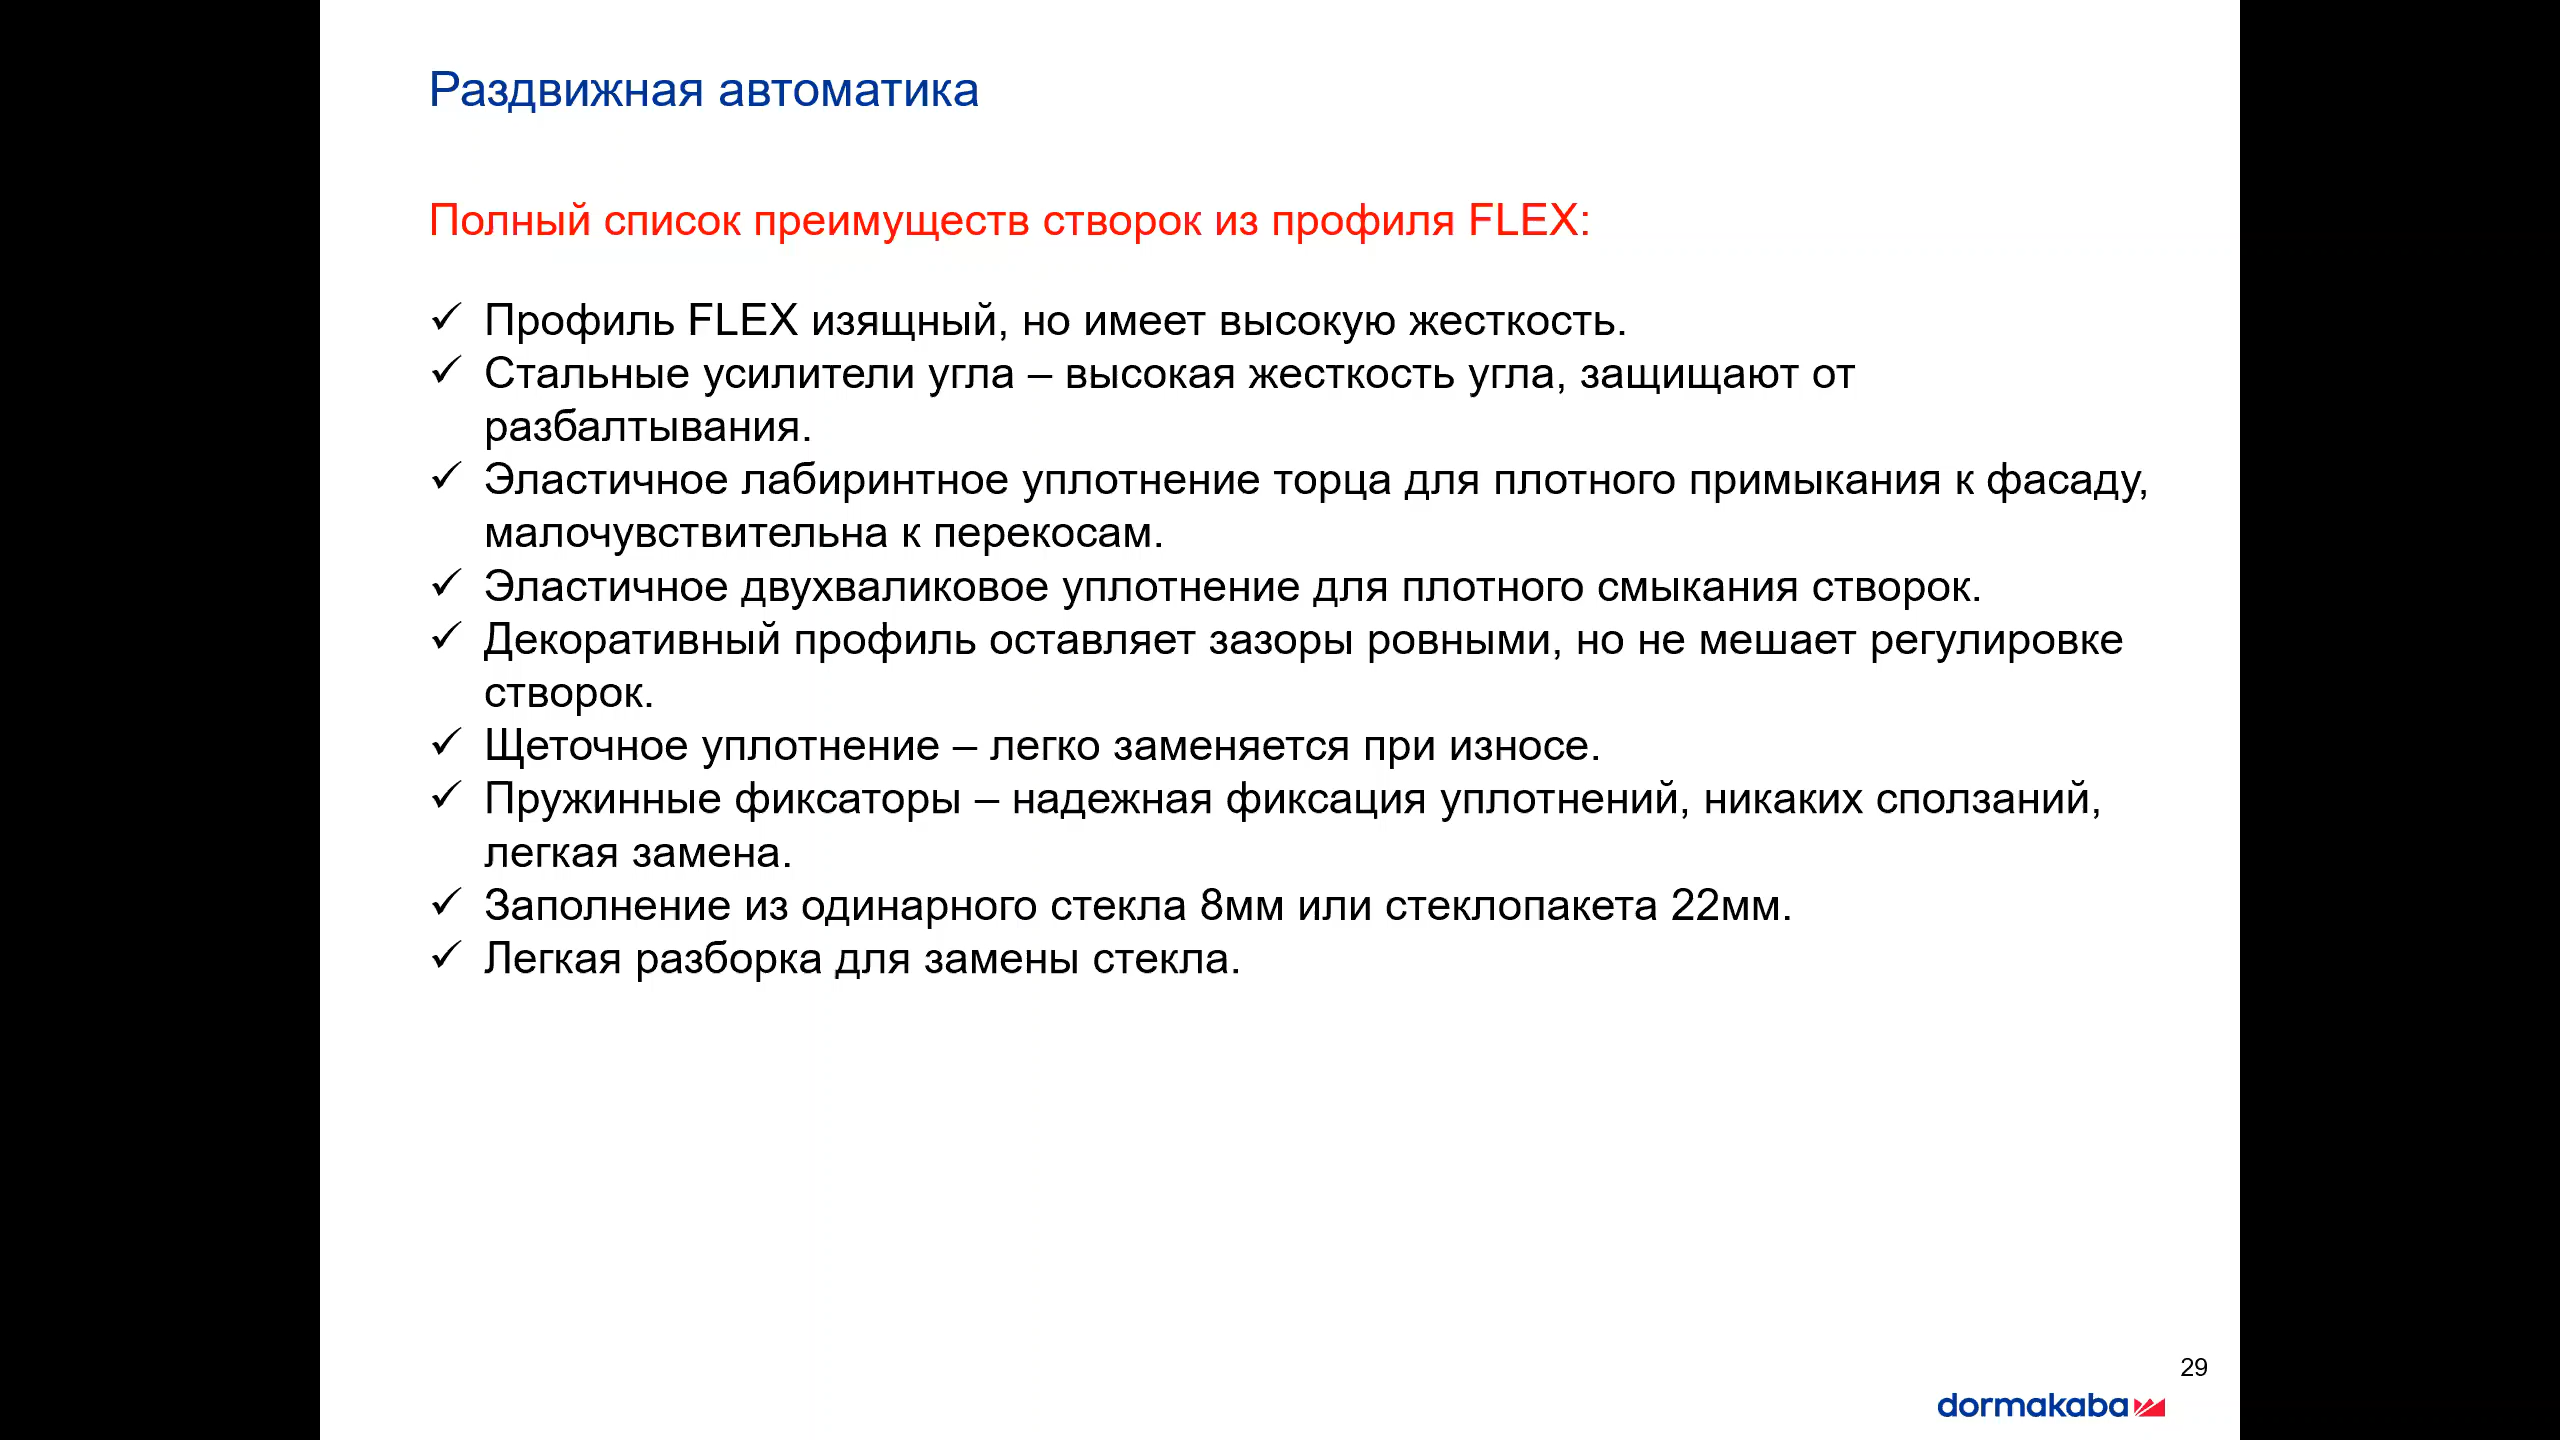 Раздвижная автоматика
Полный список преимуществ створок из профиля FLEX:
✓ Профиль FLEX изящный, но имеет высокую жесткость.
✓ Стальные усилители угла – высокая жесткость угла, защищают от
разбалтывания.
✓ Эластичное лабиринтное уплотнение торца для плотного примыкания к фасаду,
малочувствительна к перекосам.
✓ Эластичное двухваликовое уплотнение для плотного смыкания створок.
✓ Декоративный профиль оставляет зазоры ровными, но не мешает регулировке
створок.
✓ Щеточное уплотнение – легко заменяется при износе.
✓ Пружинные фиксаторы – надежная фиксация уплотнений, никаких сползаний,
легкая замена.
✓ Заполнение из одинарного стекла 8мм или стеклопакета 22мм.
✓ Легкая разборка для замены стекла.
29
dormakaba